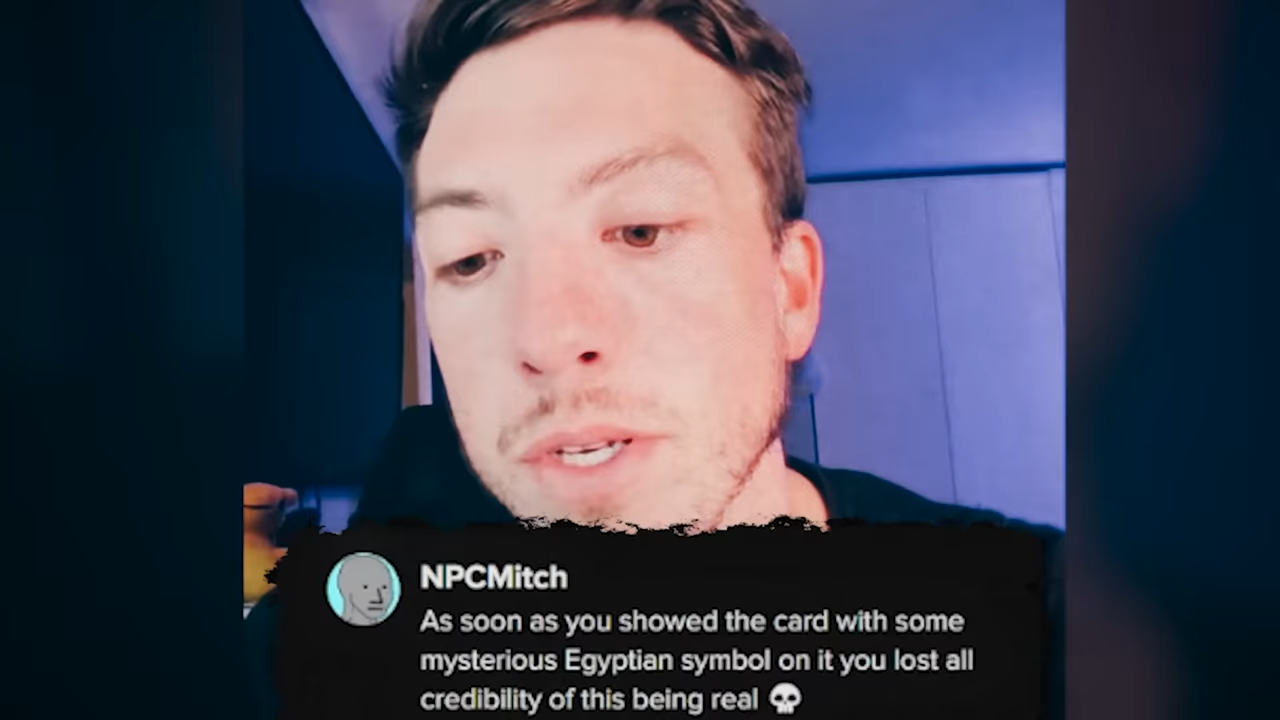 NPCMitch
As soon as you showed the card with some
mysterious Egyptian symbol on it you lost all
credibility of this being real 💀